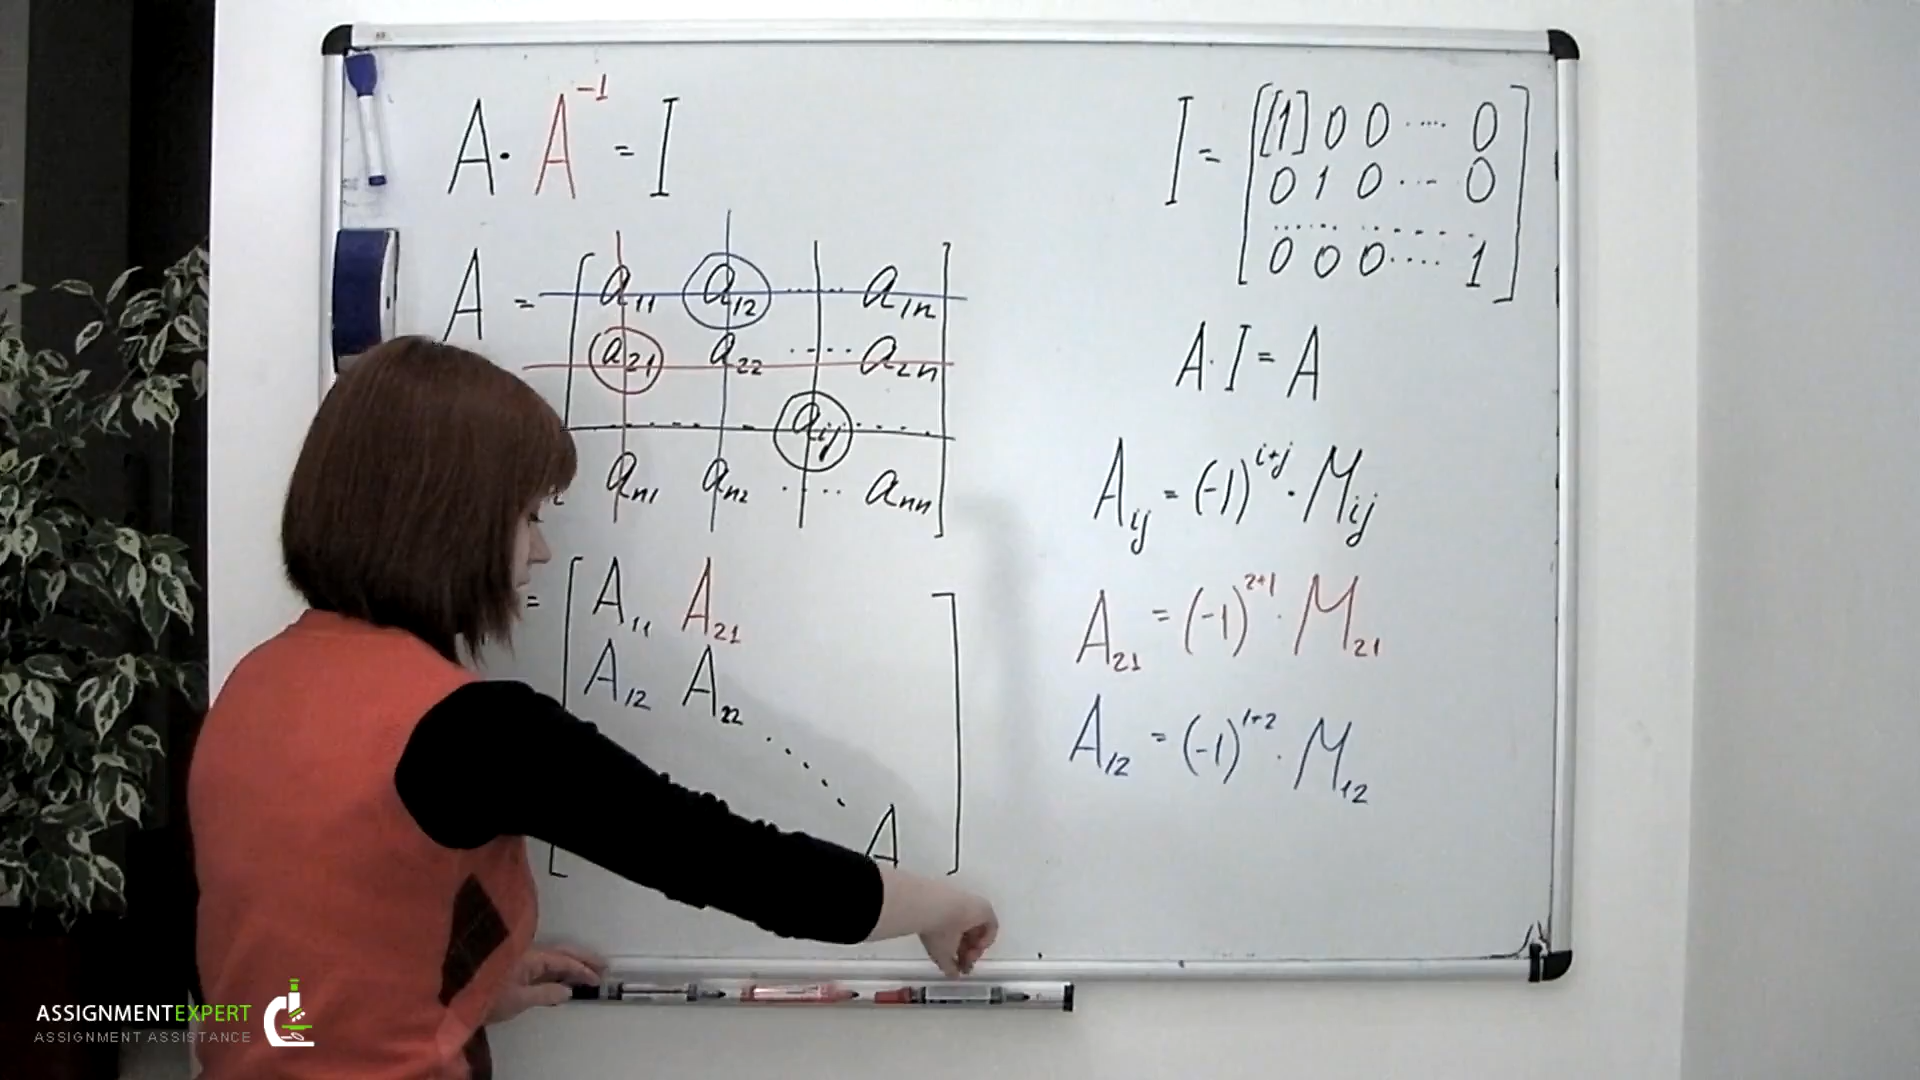 A · A⁻¹ = I
A = [a₁₁ a₁₂ ..... a₁ₙ
a₂₁ a₂₂ ..... a₂ₙ
....... aᵢⱼ .....
aₙ₁ aₙ₂ ..... aₙₙ]
= [A₁₁ A₂₁
A₁₂ A₂₂
.......
A ]
I = [[1] 0 0 ..... 0
0 1 0 ... 0
............
0 0 0 .... 1]
A · I = A
Aᵢⱼ = (-1)ⁱ⁺ʲ · Mᵢⱼ
A₂₁ = (-1)²⁺¹ · M₂₁
A₁₂ = (-1)¹⁺² · M₁₂
ASSIGNMENTEXPERT
ASSIGNMENT ASSISTANCE